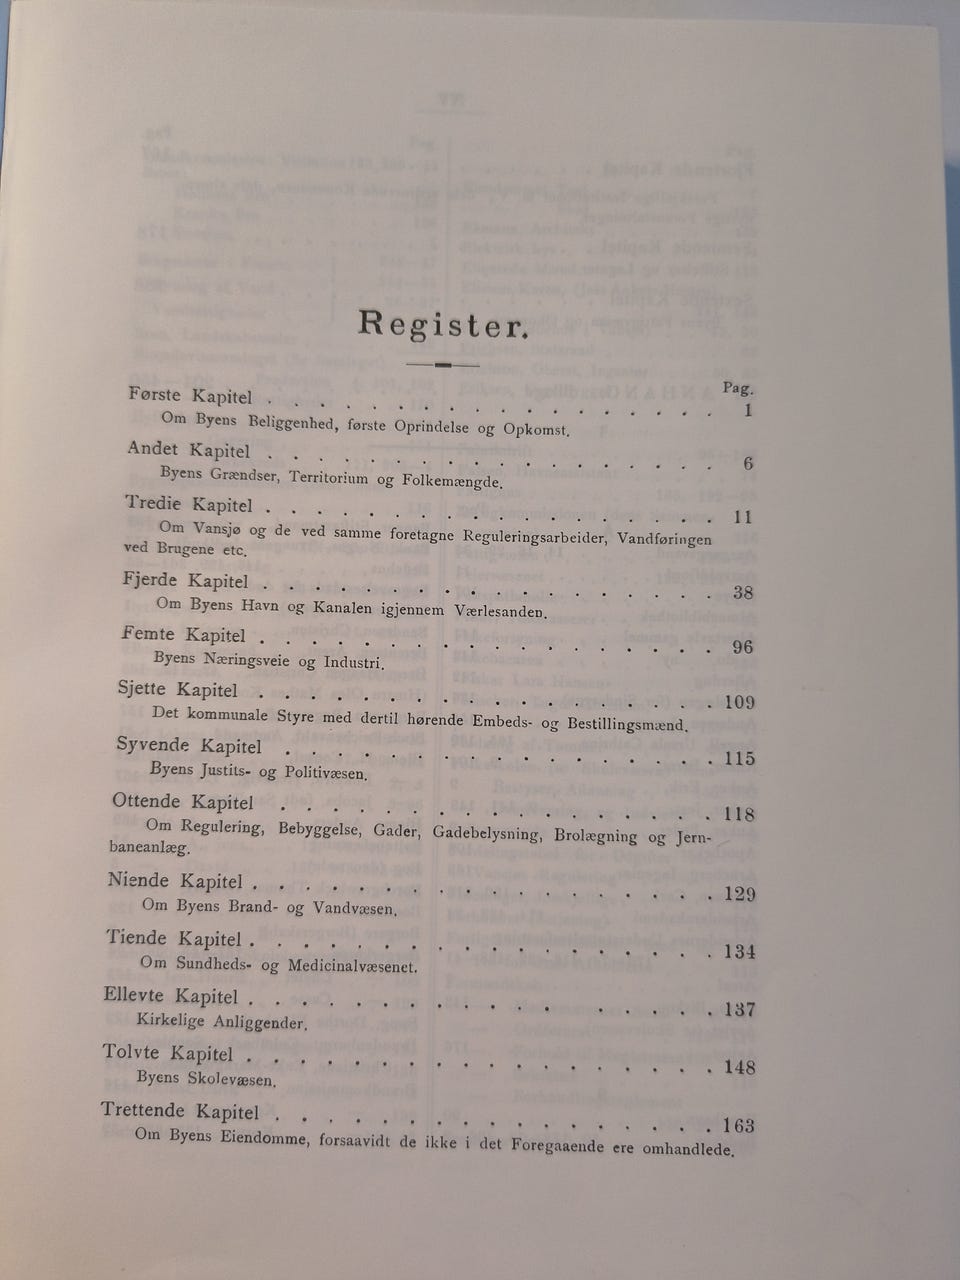 Register.
Pag.
Første Kapitel . . . . . . . . . . . . . . . . . . 1
Om Byens Beliggenhed, første Oprindelse og Opkomst.
Andet Kapitel . . . . . . . . . . . . . . . . . . 6
Byens Grændser, Territorium og Folkemængde.
Tredie Kapitel . . . . . . . . . . . . . . . . . . 11
Om Vansjø og de ved samme foretagne Reguleringsarbeider, Vandføringen
ved Brugene etc.
Fjerde Kapitel . . . . . . . . . . . . . . . . . . 38
Om Byens Havn og Kanalen igjennem Værlesanden.
Femte Kapitel . . . . . . . . . . . . . . . . . . 96
Byens Næringsveie og Industri.
Sjette Kapitel . . . . . . . . . . . . . . . . . . 109
Det kommunale Styre med dertil hørende Embeds- og Bestillingsmænd.
Syvende Kapitel . . . . . . . . . . . . . . . . . 115
Byens Justits- og Politivæsen.
Ottende Kapitel . . . . . . . . . . . . . . . . . 118
Om Regulering, Bebyggelse, Gader, Gadebelysning, Brolægning og Jern-
baneanlæg.
Niende Kapitel . . . . . . . . . . . . . . . . . . 129
Om Byens Brand- og Vandvæsen.
Tiende Kapitel . . . . . . . . . . . . . . . . . . 134
Om Sundheds- og Medicinalvæsenet.
Ellevte Kapitel . . . . . . . . . . . . . . . . . 137
Kirkelige Anliggender.
Tolvte Kapitel . . . . . . . . . . . . . . . . . . 148
Byens Skolevæsen.
Trettende Kapitel . . . . . . . . . . . . . . . . . 163
Om Byens Eiendomme, forsaavidt de ikke i det Foregaaende ere omhandlede.